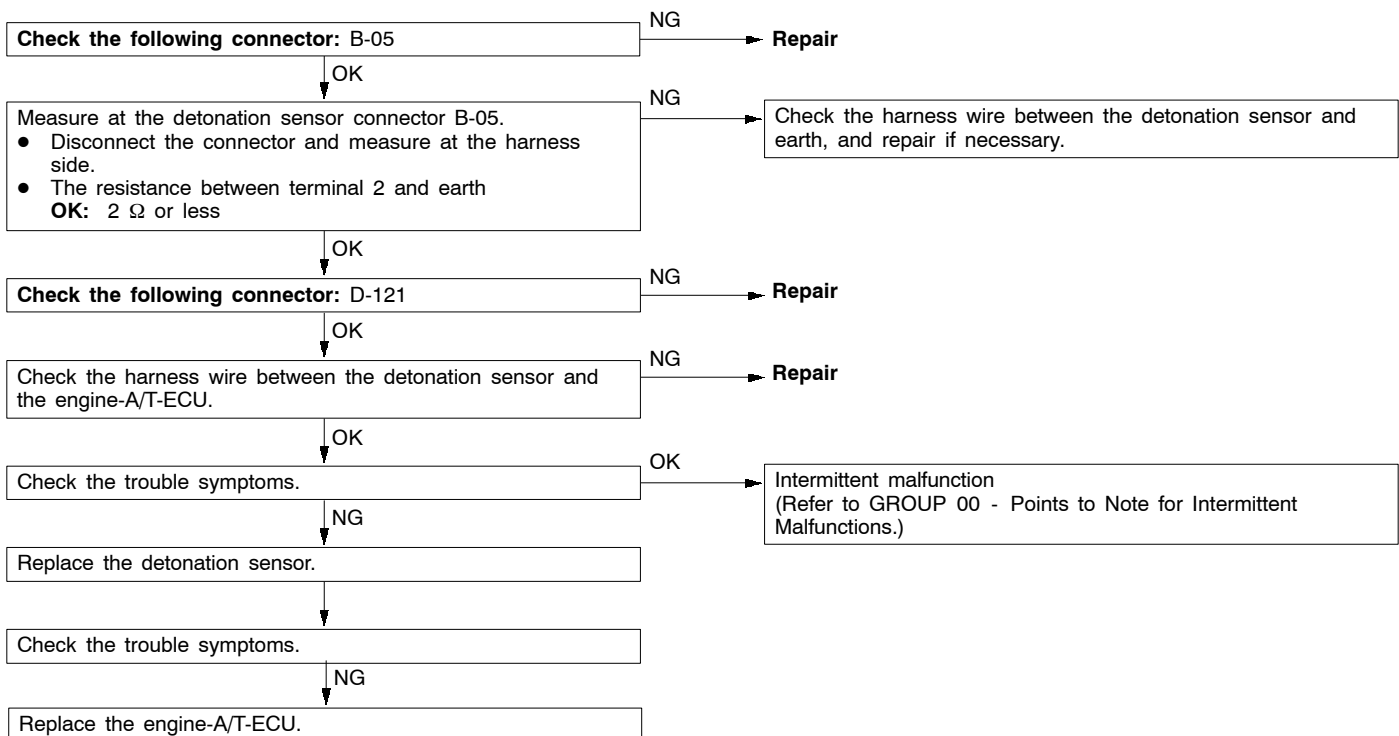 Check the following connector: B-05
NG
Repair
OK
Measure at the detonation sensor connector B-05.
● Disconnect the connector and measure at the harness
side.
● The resistance between terminal 2 and earth
OK: 2 Ω or less
NG
Check the harness wire between the detonation sensor and
earth, and repair if necessary.
OK
Check the following connector: D-121
NG
Repair
OK
Check the harness wire between the detonation sensor and
the engine-A/T-ECU.
NG
Repair
OK
Check the trouble symptoms.
OK
Intermittent malfunction
(Refer to GROUP 00 - Points to Note for Intermittent
Malfunctions.)
NG
Replace the detonation sensor.
Check the trouble symptoms.
NG
Replace the engine-A/T-ECU.